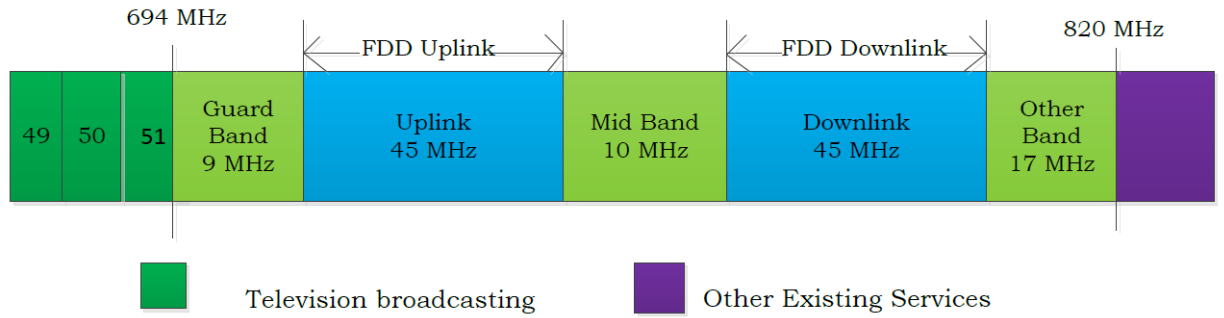 694 MHz
FDD Uplink
FDD Downlink
820 MHz
49
50
51
Guard
Band
9 MHz
Uplink
45 MHz
Mid Band
10 MHz
Downlink
45 MHz
Other
Band
17 MHz
Television broadcasting
Other Existing Services